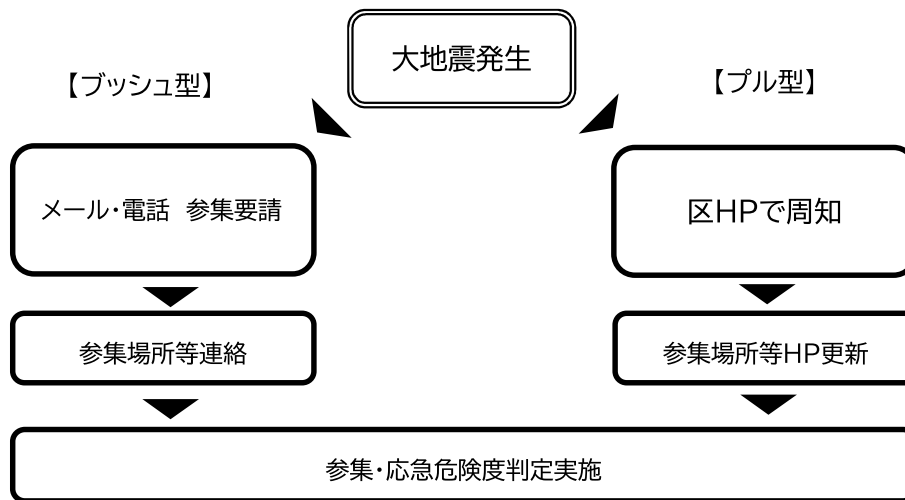 大地震発生
【ブッシュ型】
【プル型】
メール・電話　参集要請
区HPで周知
参集場所等連絡
参集場所等HP更新
参集・応急危険度判定実施